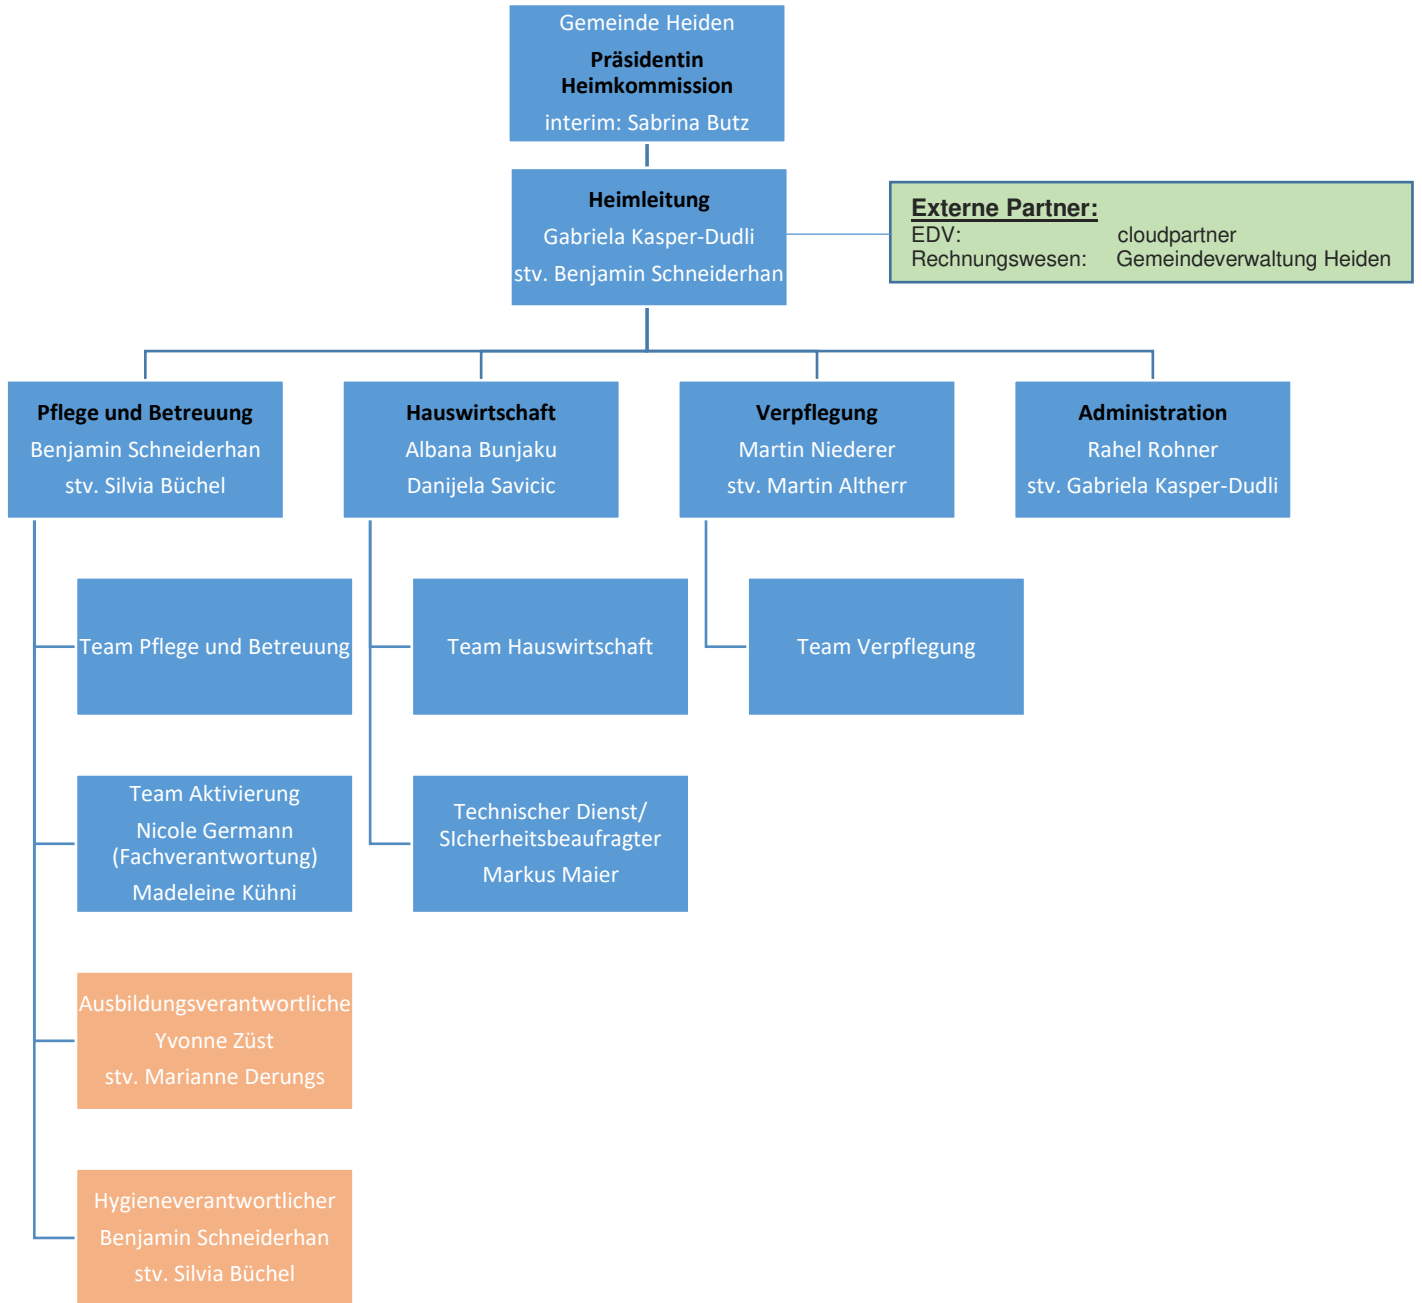 Gemeinde Heiden
Präsidentin
Heimkommission
interim: Sabrina Butz
Heimleitung
Gabriela Kasper-Dudli
stv. Benjamin Schneiderhan
Externe Partner:
EDV: cloudpartner
Rechnungswesen: Gemeindeverwaltung Heiden
Pflege und Betreuung
Benjamin Schneiderhan
stv. Silvia Büchel
Hauswirtschaft
Albana Bunjaku
Danijela Savicic
Verpflegung
Martin Niederer
stv. Martin Altherr
Administration
Rahel Rohner
stv. Gabriela Kasper-Dudli
Team Pflege und Betreuung
Team Hauswirtschaft
Team Verpflegung
Team Aktivierung
Nicole Germann
(Fachverantwortung)
Madeleine Kühni
Technischer Dienst/
SIcherheitsbeaufragter
Markus Maier
Ausbildungsverantwortliche
Yvonne Züst
stv. Marianne Derungs
Hygieneverantwortlicher
Benjamin Schneiderhan
stv. Silvia Büchel